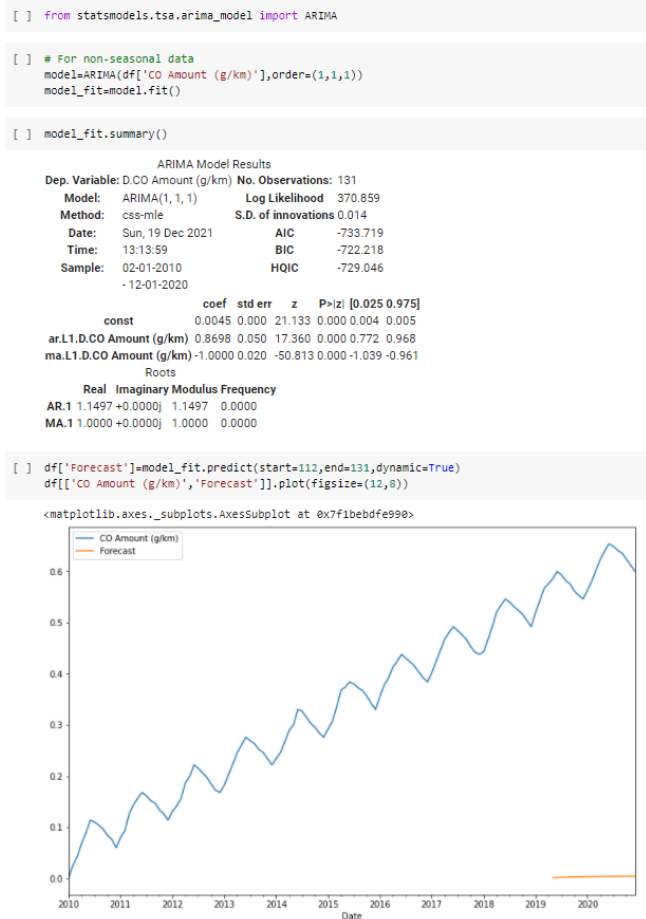 [ ] from statsmodels.tsa.arima_model import ARIMA
[ ] # For non-seasonal data
model=ARIMA(df['CO Amount (g/km)'],order=(1,1,1))
model_fit=model.fit()
[ ] model_fit.summary()
ARIMA Model Results
Dep. Variable: D.CO Amount (g/km) No. Observations: 131
Model: ARIMA(1, 1, 1) Log Likelihood 370.859
Method: css-mle S.D. of innovations 0.014
Date: Sun, 19 Dec 2021 AIC -733.719
Time: 13:13:59 BIC -722.218
Sample: 02-01-2010 HQIC -729.046
- 12-01-2020
coef std err z P>|z| [0.025 0.975]
const 0.0045 0.000 21.133 0.000 0.004 0.005
ar.L1.D.CO Amount (g/km) 0.8698 0.050 17.360 0.000 0.772 0.968
ma.L1.D.CO Amount (g/km) -1.0000 0.020 -50.813 0.000 -1.039 -0.961
Roots
Real Imaginary Modulus Frequency
AR.1 1.1497 +0.0000j 1.1497 0.0000
MA.1 1.0000 +0.0000j 1.0000 0.0000
[ ] df['Forecast']=model_fit.predict(start=112,end=131,dynamic=True)
df[['CO Amount (g/km)','Forecast']].plot(figsize=(12,8))
<matplotlib.axes._subplots.AxesSubplot at 0x7f1bebdfe990>
CO Amount (g/km)
Forecast
0.6
0.5
0.4
0.3
0.2
0.1
0.0
2010 2011 2012 2013 2014 2015 2016 2017 2018 2019 2020
Date